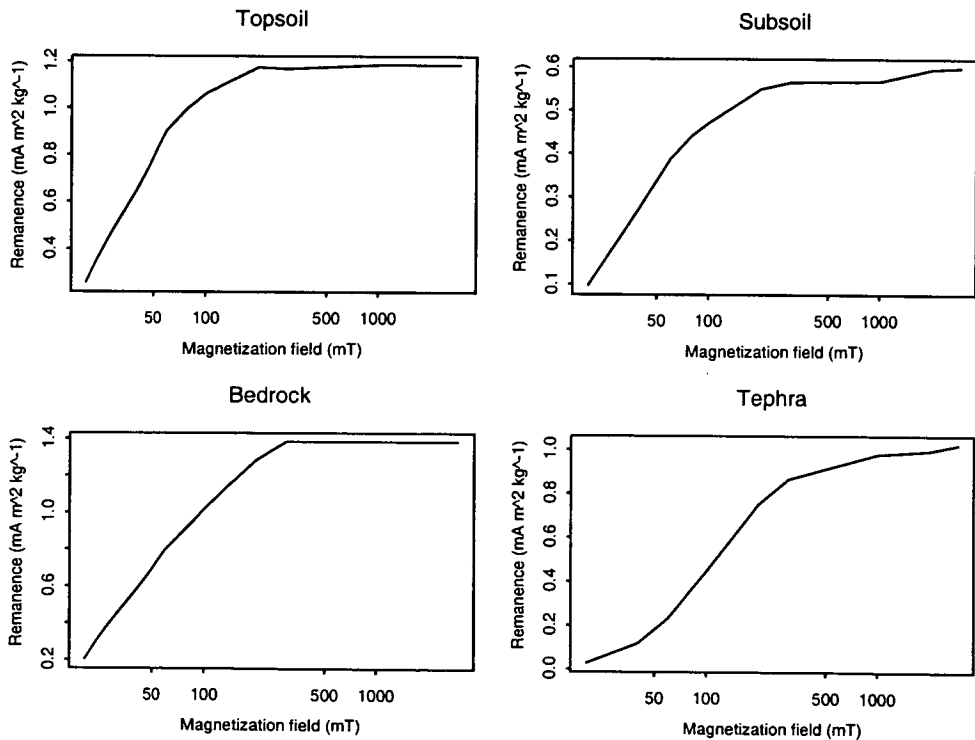 Topsoil
Remanence (mA m^2 kg^-1)
1.2
1.0
0.8
0.6
0.4
50 100 500 1000
Magnetization field (mT)
Subsoil
Remanence (mA m^2 kg^-1)
0.6
0.5
0.4
0.3
0.2
0.1
50 100 500 1000
Magnetization field (mT)
Bedrock
Remanence (mA m^2 kg^-1)
1.4
1.0
0.6
0.2
50 100 500 1000
Magnetization field (mT)
Tephra
Remanence (mA m^2 kg^-1)
1.0
0.8
0.6
0.4
0.2
0.0
50 100 500 1000
Magnetization field (mT)